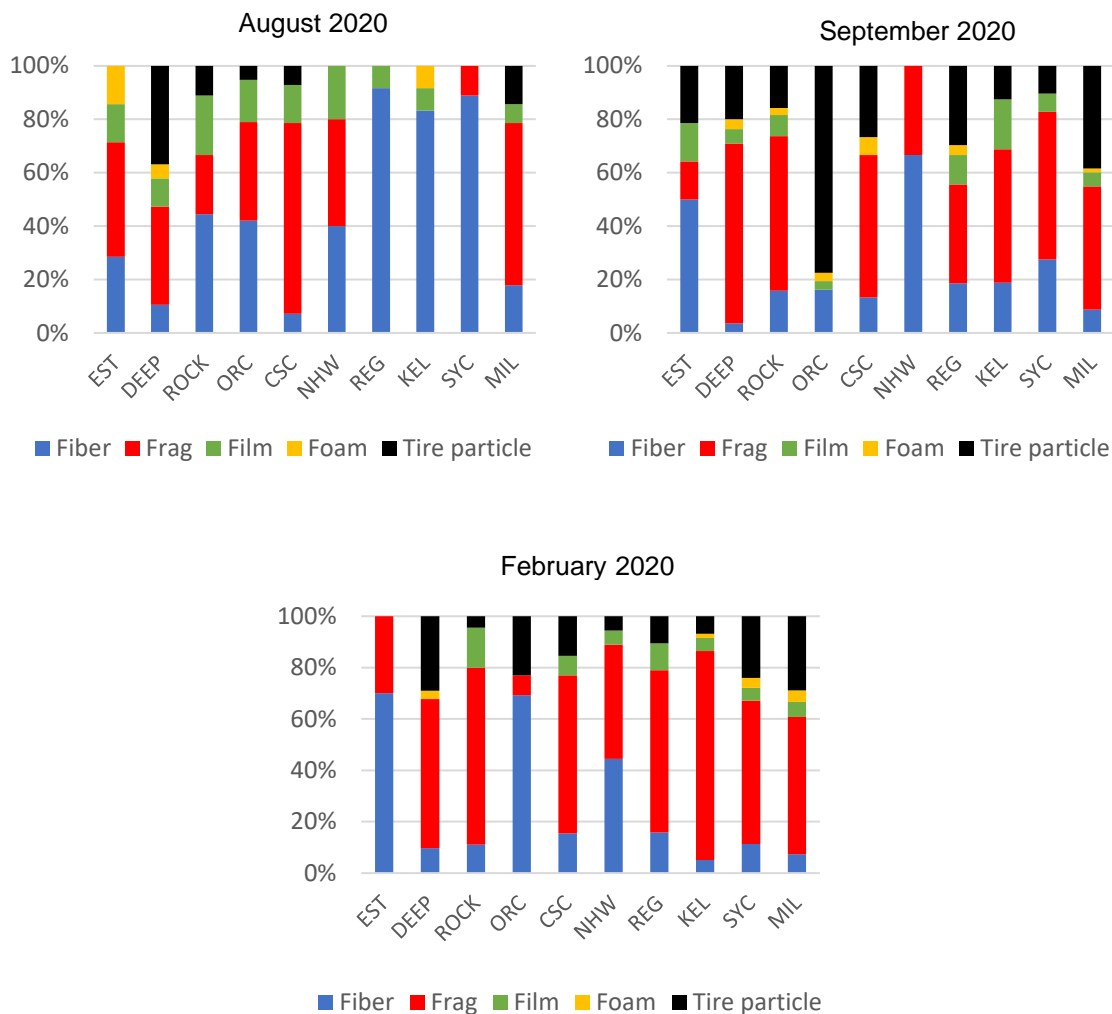 August 2020
100%
80%
60%
40%
20%
0%
EST DEEP ROCK ORC CSC NHW REG KEL SYC MIL
Fiber Frag Film Foam Tire particle
September 2020
100%
80%
60%
40%
20%
0%
EST DEEP ROCK ORC CSC NHW REG KEL SYC MIL
Fiber Frag Film Foam Tire particle
February 2020
100%
80%
60%
40%
20%
0%
EST DEEP ROCK ORC CSC NHW REG KEL SYC MIL
Fiber Frag Film Foam Tire particle